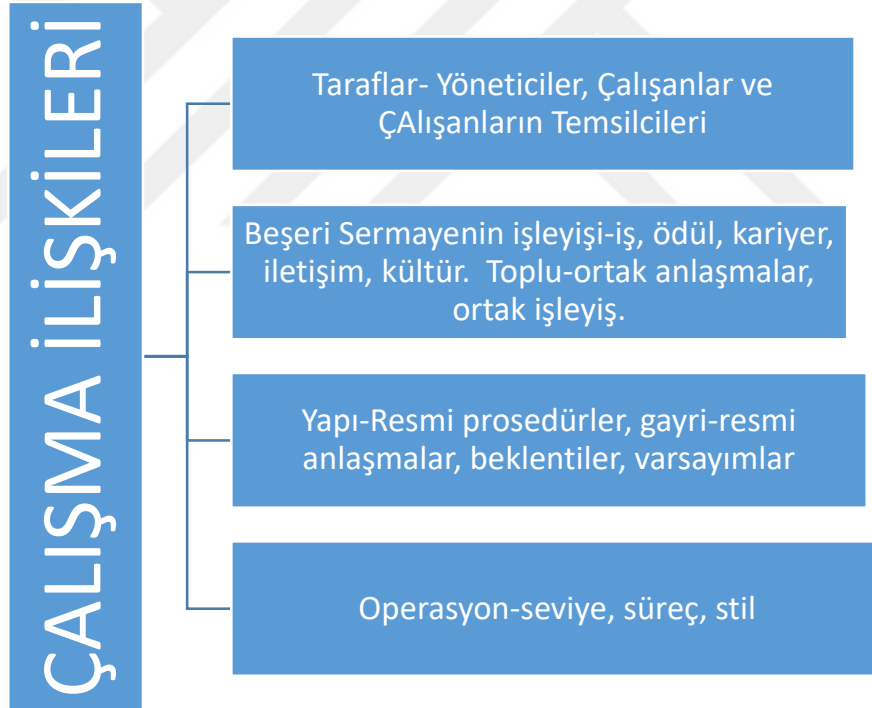 ÇALIŞMA İLİŞKİLERİ
Taraflar- Yöneticiler, Çalışanlar ve
ÇAlışanların Temsilcileri
Beşeri Sermayenin işleyişi-iş, ödül, kariyer,
iletişim, kültür. Toplu-ortak anlaşmalar,
ortak işleyiş.
Yapı-Resmi prosedürler, gayri-resmi
anlaşmalar, beklentiler, varsayımlar
Operasyon-seviye, süreç, stil